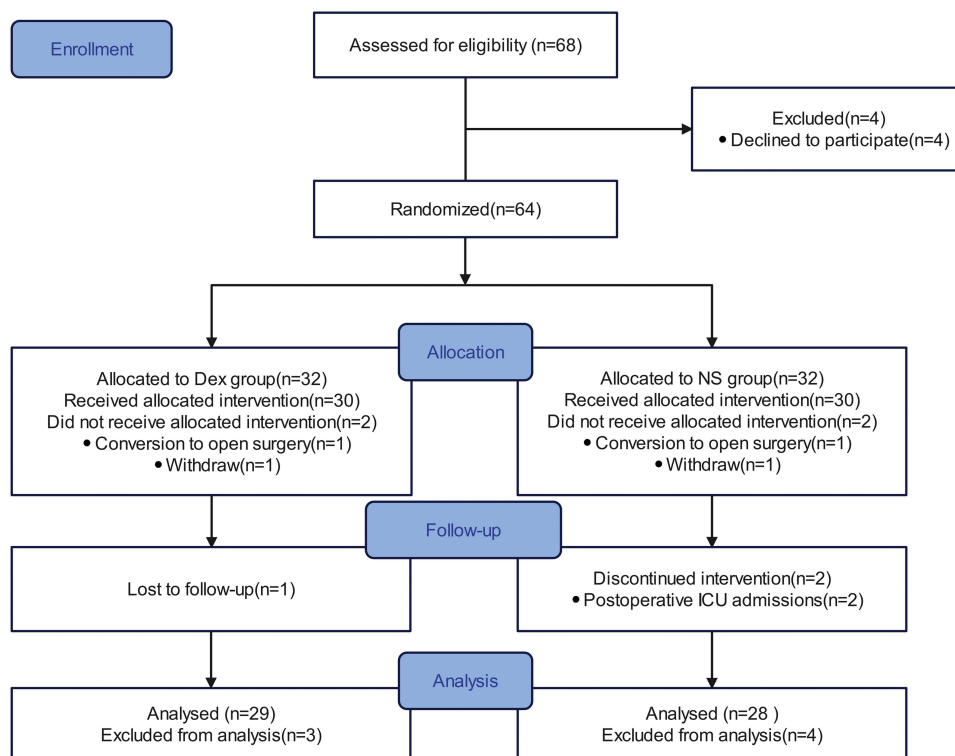 Enrollment
Assessed for eligibility (n=68)
Excluded(n=4)
• Declined to participate(n=4)
Randomized(n=64)
Allocation
Allocated to Dex group(n=32)
Received allocated intervention(n=30)
Did not receive allocated intervention(n=2)
• Conversion to open surgery(n=1)
• Withdraw(n=1)
Allocated to NS group(n=32)
Received allocated intervention(n=30)
Did not receive allocated intervention(n=2)
• Conversion to open surgery(n=1)
• Withdraw(n=1)
Follow-up
Lost to follow-up(n=1)
Discontinued intervention(n=2)
• Postoperative ICU admissions(n=2)
Analysis
Analysed (n=29)
Excluded from analysis(n=3)
Analysed (n=28 )
Excluded from analysis(n=4)